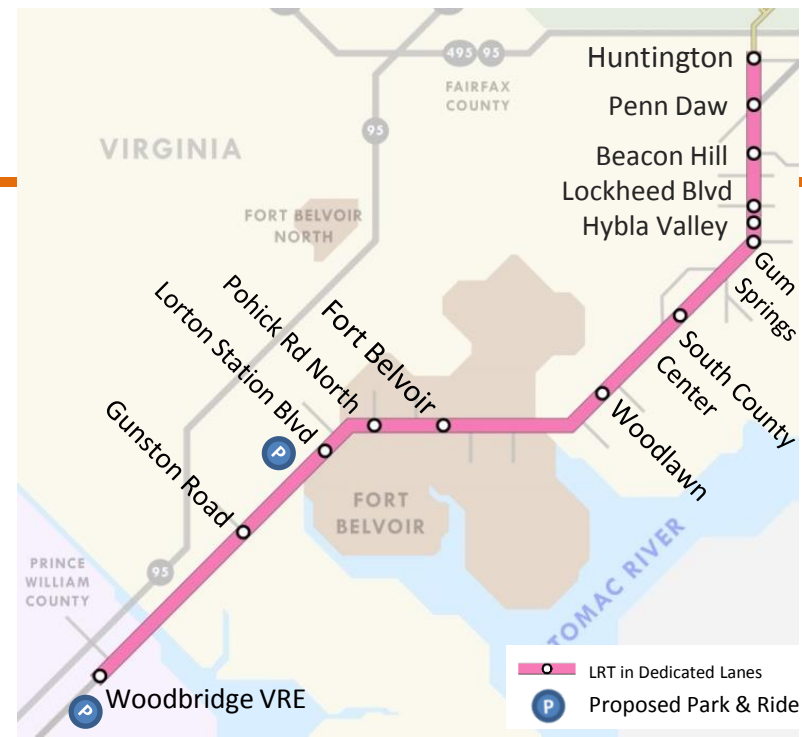 Huntington
495 95
Penn Daw
FAIRFAX
COUNTY
95
VIRGINIA
Beacon Hill
Lockheed Blvd
FORT BELVOIR
NORTH
Hybla Valley
Gum
Springs
Pohick Rd North
Fort Belvoir
Lorton Station Blvd
South County
Center
Woodlawn
Gunston Road
P
FORT
BELVOIR
PRINCE
WILLIAM
COUNTY
95
TOMAC RIVER
Woodbridge VRE
P
LRT in Dedicated Lanes
P Proposed Park & Ride